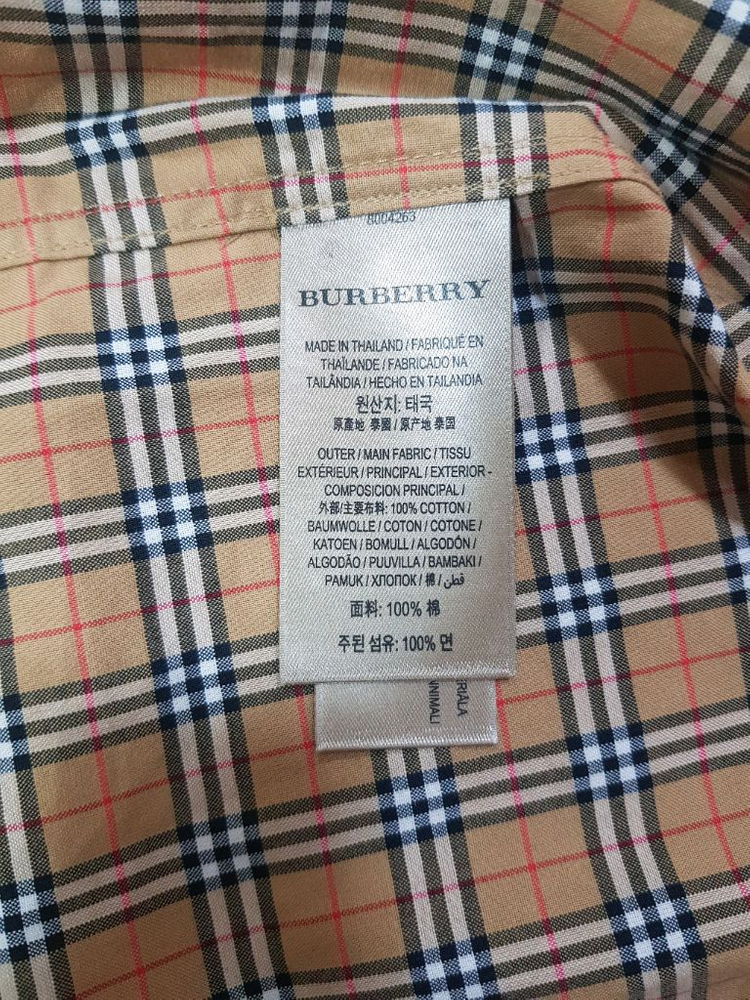 8004263
BURBERRY
MADE IN THAILAND / FABRIQUÉ EN
THAÏLANDE / FABRICADO NA
TAILÂNDIA / HECHO EN TAILANDIA
원산지: 태국
原產地 泰國 / 原产地 泰国
OUTER / MAIN FABRIC / TISSU
EXTÉRIEUR / PRINCIPAL / EXTERIOR -
COMPOSICION PRINCIPAL /
外部/主要布料: 100% COTTON /
BAUMWOLLE / COTON / COTONE /
KATOEN / BOMULL / ALGODÓN /
ALGODÃO / PUUVILLA / BAMBAKI /
PAMUK / ХЛОПОК / 棉 / قطن
面料: 100% 棉
주된 섬유: 100% 면